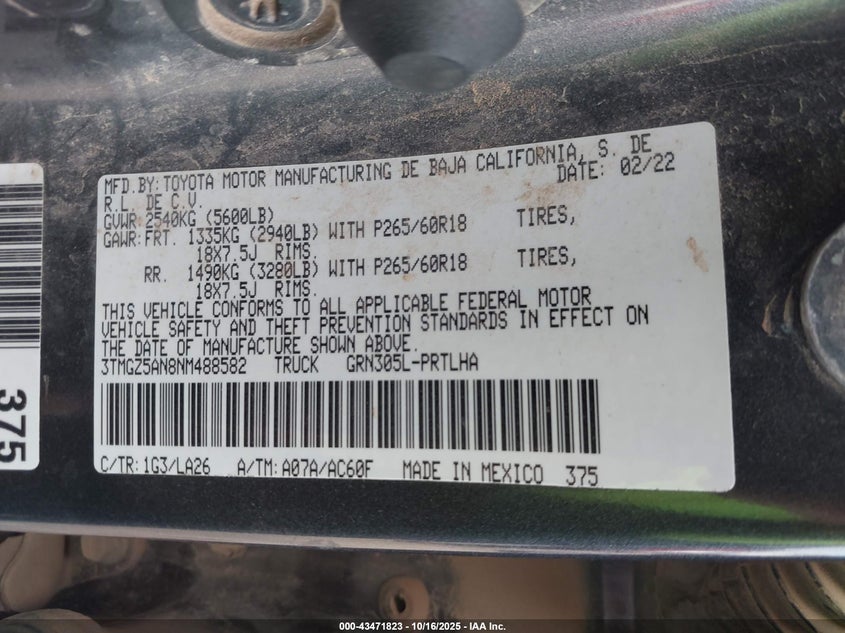 MFD.BY: TOYOTA MOTOR MANUFACTURING DE BAJA CALIFORNIA, S. DE
R.L. DE C.V. DATE: 02/22
GVWR 2540KG (5600LB)
GAWR: FRT. 1335KG (2940LB) WITH P265/60R18 TIRES,
18X7.5J RIMS.
RR. 1490KG (3280LB) WITH P265/60R18 TIRES,
18X7.5J RIMS.
THIS VEHICLE CONFORMS TO ALL APPLICABLE FEDERAL MOTOR
VEHICLE SAFETY AND THEFT PREVENTION STANDARDS IN EFFECT ON
THE DATE OF MANUFACTURE SHOWN ABOVE.
3TMGZ5AN8NM488582 TRUCK GRN305L-PRTLHA
C/TR: 1G3/LA26 A/TM: A07A/AC60F MADE IN MEXICO 375
375
000-43471823 - 10/16/2025 - IAA Inc.